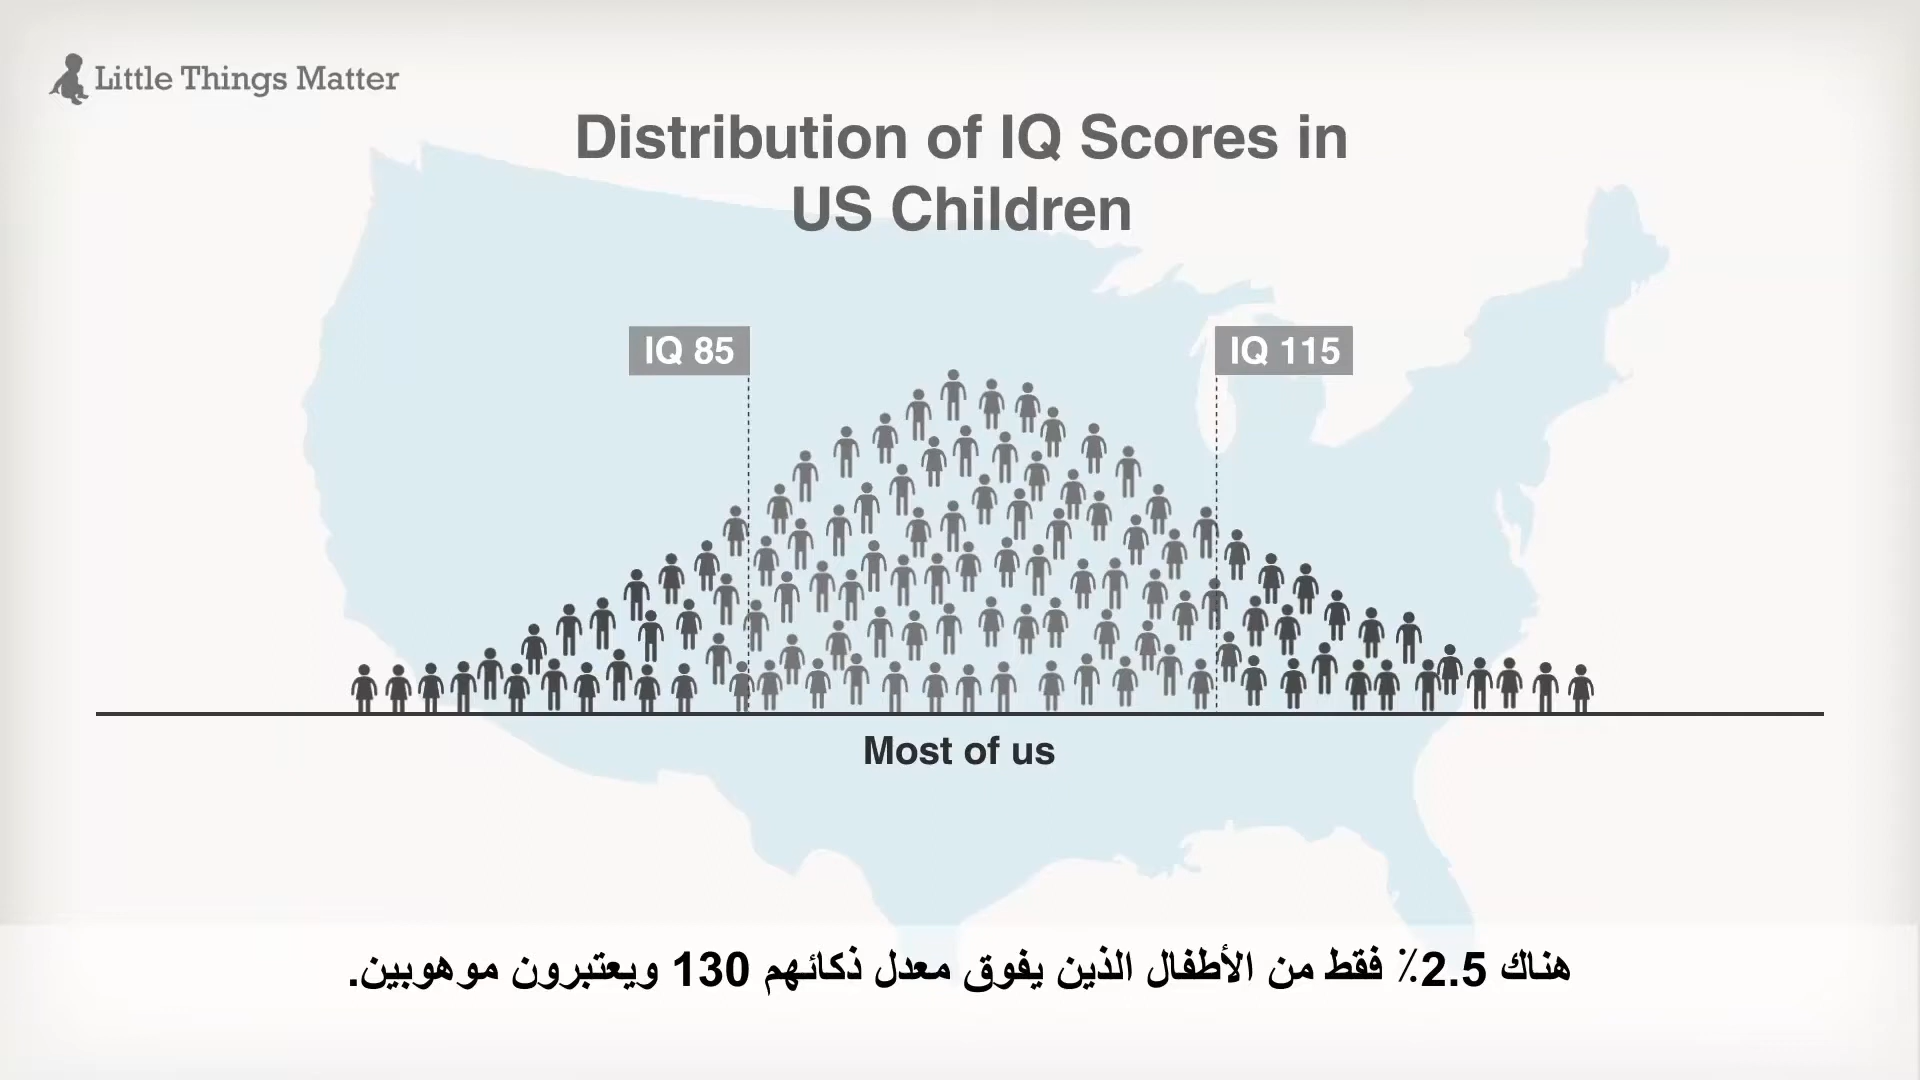 Little Things Matter
Distribution of IQ Scores in
US Children
IQ 85
IQ 115
Most of us
هناك 2.5٪ فقط من الأطفال الذين يفوق معدل ذكائهم 130 ويعتبرون موهوبين.